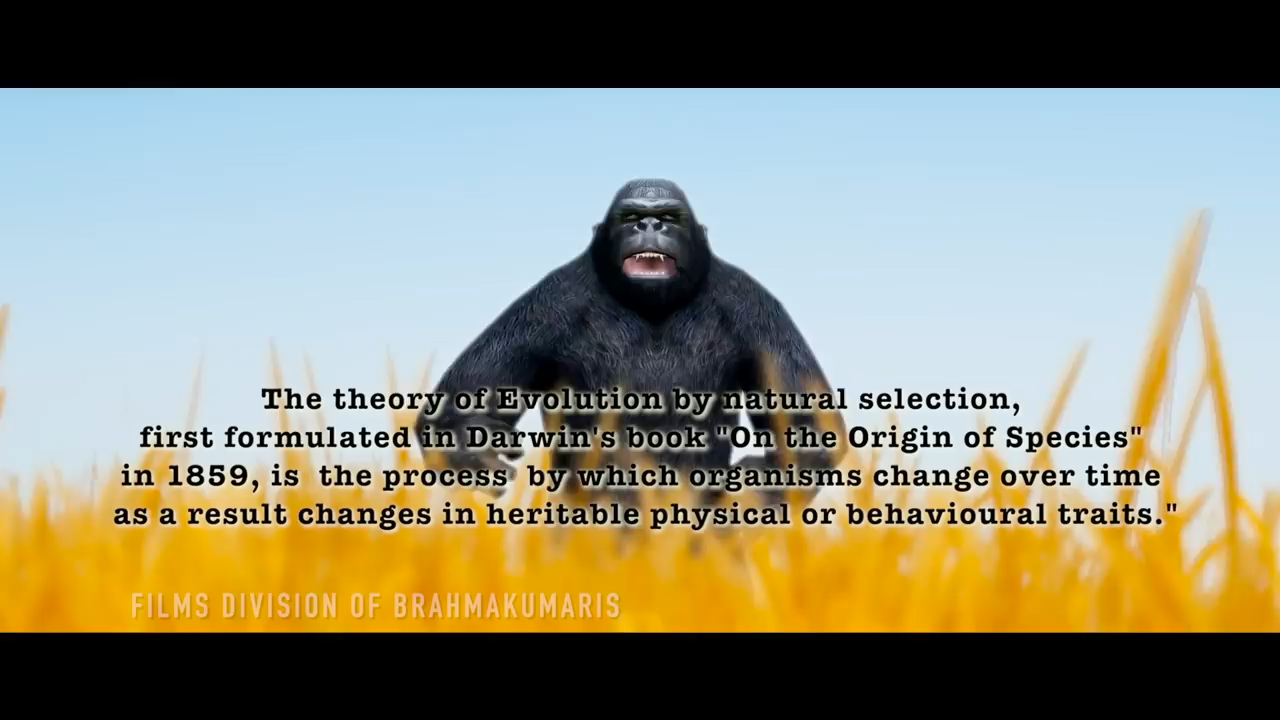 The theory of Evolution by natural selection,
first formulated in Darwin's book "On the Origin of Species"
in 1859, is the process by which organisms change over time
as a result changes in heritable physical or behavioural traits."
FILMS DIVISION OF BRAHMAKUMARIS